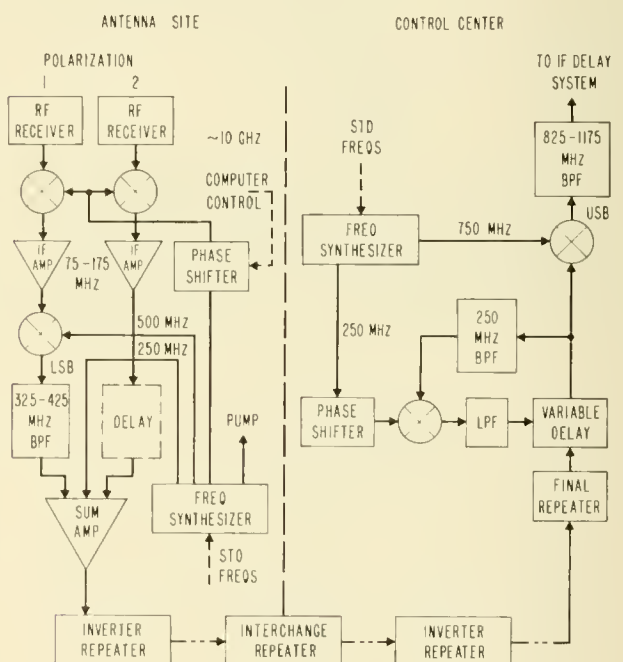 ANTENNA SITE
CONTROL CENTER
POLARIZATION
1
2
RF
RECEIVER
RF
RECEIVER
~10 GHZ
COMPUTER
CONTROL
IF
AMP
75-175
MHZ
IF
AMP
PHASE
SHIFTER
500 MHZ
250 MHZ
LSB
325-425
MHZ
BPF
DELAY
PUMP
SUM
AMP
FREQ
SYNTHESIZER
STD
FREQS
INVERTER
REPEATER
INTERCHANGE
REPEATER
INVERTER
REPEATER
TO IF DELAY
SYSTEM
825-1175
MHZ
BPF
USB
STD
FREQS
FREQ
SYNTHESIZER
750 MHZ
250 MHZ
250
MHZ
BPF
PHASE
SHIFTER
LPF
VARIABLE
DELAY
FINAL
REPEATER